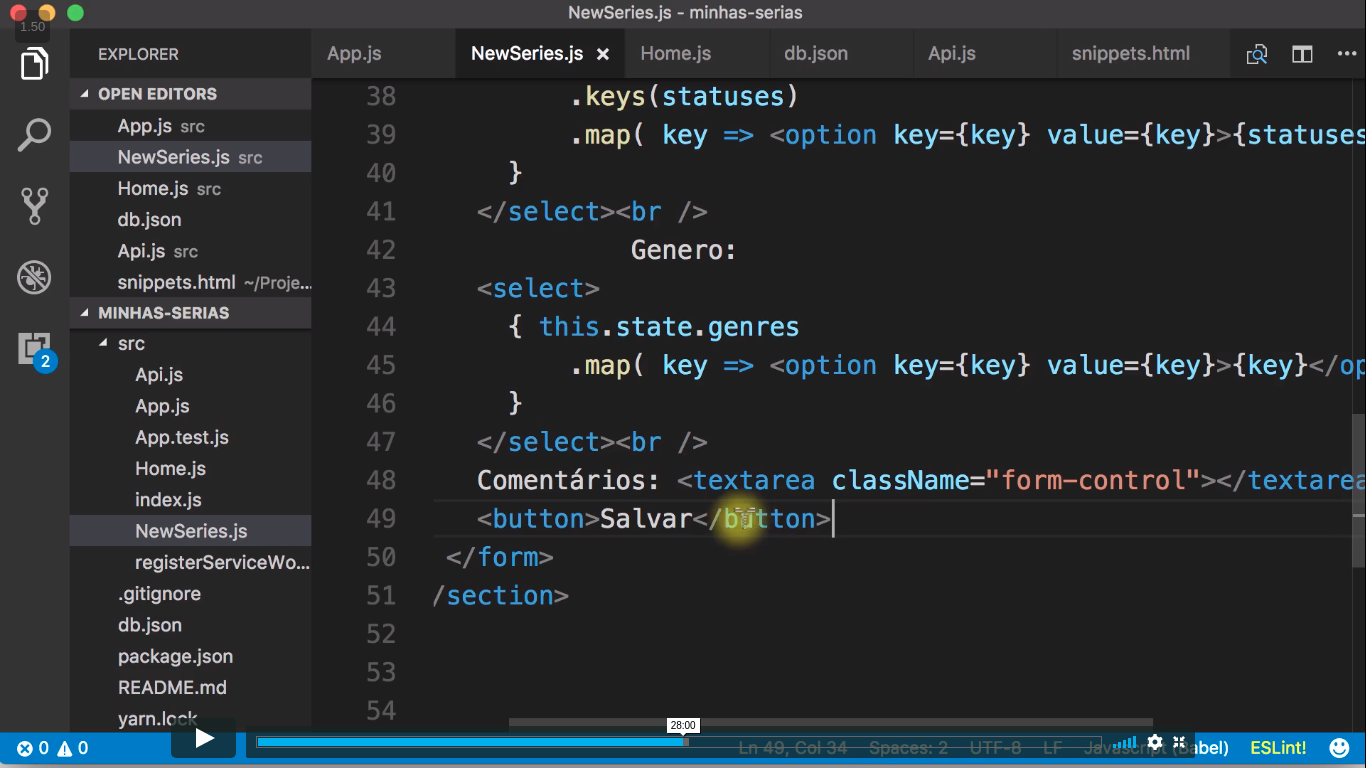 NewSeries.js - minhas-serias
1.50
EXPLORER
App.js
NewSeries.js ×
Home.js
db.json
Api.js
snippets.html
OPEN EDITORS
App.js src
NewSeries.js src
Home.js src
db.json
Api.js src
snippets.html ~/Proje...
MINHAS-SERIAS
src
Api.js
App.js
App.test.js
Home.js
index.js
NewSeries.js
registerServiceWo...
.gitignore
db.json
package.json
README.md
yarn.lock
2
38 .keys(statuses)
39 .map( key => <option key={key} value={key}>{statuses
40 }
41 </select><br />
42 Genero:
43 <select>
44 { this.state.genres
45 .map( key => <option key={key} value={key}>{key}</op
46 }
47 </select><br />
48 Comentários: <textarea className="form-control"></textarea
49 <button>Salvar</button>
50 </form>
51 /section>
52
53
54
28:00
0 0
Ln 49, Col 34 Spaces: 2 UTF-8 LF Javascript (Babel) ESLint!